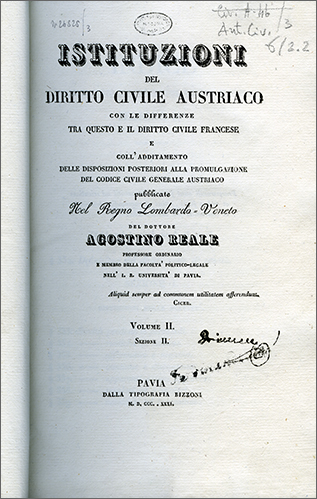 ISTITUZIONI
DEL
DIRITTO CIVILE AUSTRIACO
CON LE DIFFERENZE
TRA QUESTO E IL DIRITTO CIVILE FRANCESE
E
COLL'ADDITAMENTO
DELLE DISPOSIZIONI POSTERIORI ALLA PROMULGAZIONE
DEL CODICE CIVILE GENERALE AUSTRIACO
pubblicate
Nel Regno Lombardo-Veneto
DEL DOTTORE
AGOSTINO REALE
PROFESSORE ORDINARIO
E MEMBRO DELLA FACOLTA' POLITICO-LEGALE
NELL' I. R. UNIVERSITA' DI PAVIA.
Aliquid semper ad communem utilitatem afferendum.
CICER.
VOLUME II.
SEZIONE II.
PAVIA
DALLA TIPOGRAFIA BIZZONI
M. D. CCC. XXXI.